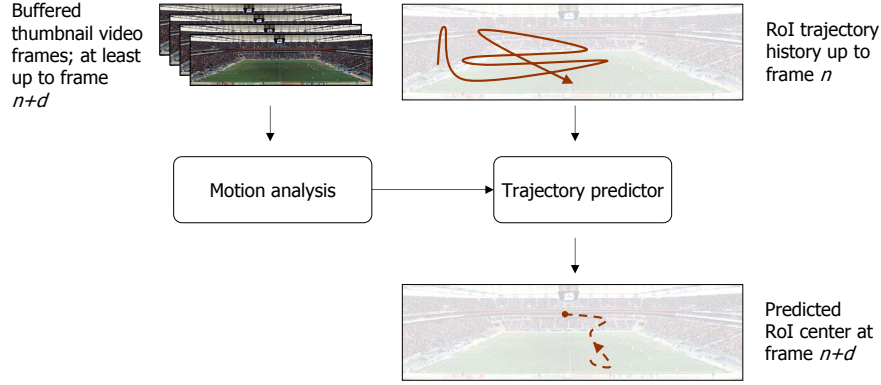 Buffered
thumbnail video
frames; at least
up to frame
n+d
RoI trajectory
history up to
frame n
Motion analysis
Trajectory predictor
Predicted
RoI center at
frame n+d